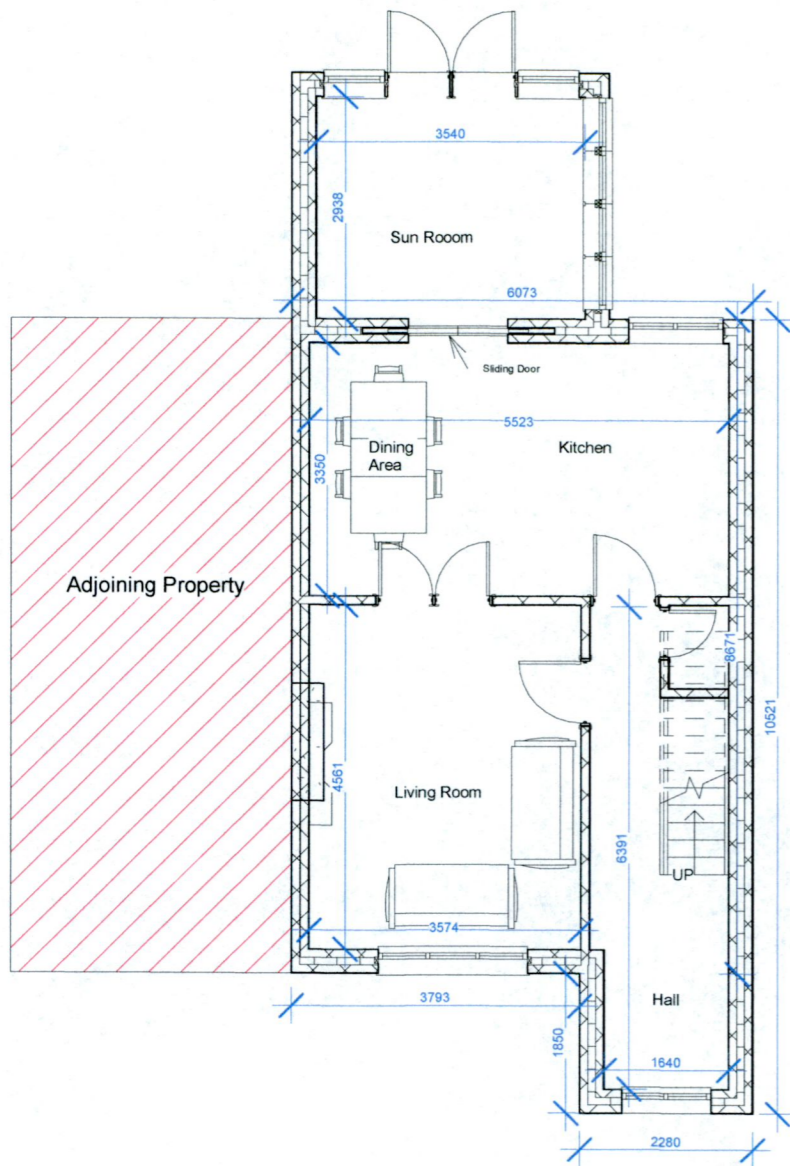 3540
2938
Sun Rooom
6073
Sliding Door
5523
Dining
Area
Kitchen
3350
Adjoining Property
8671
10521
4561
Living Room
6391
UP
3574
Hall
3793
1850
1640
2280